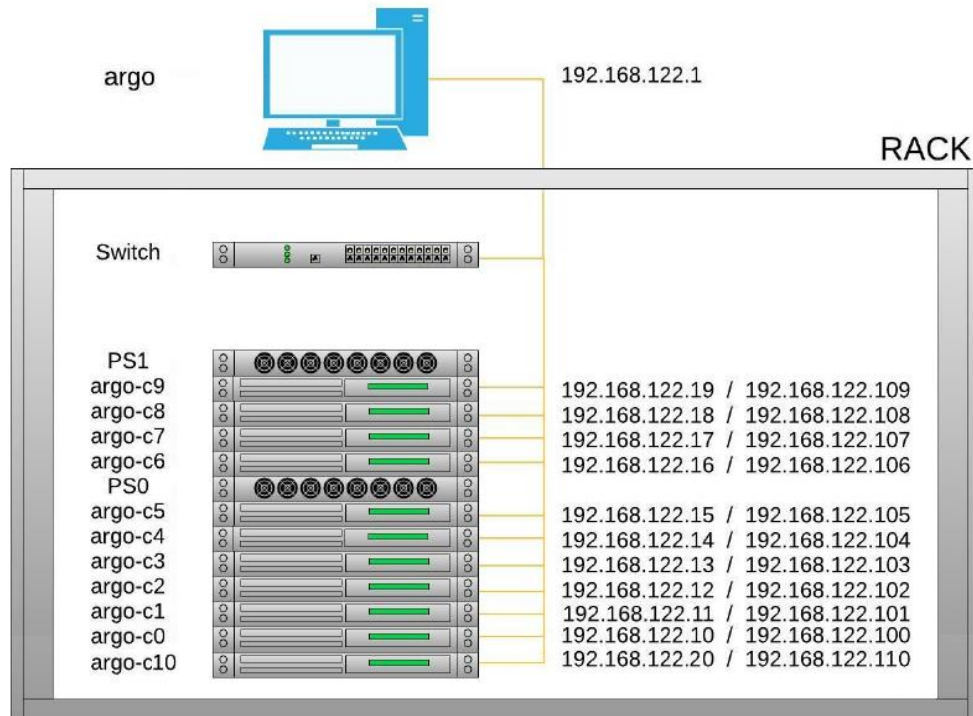 argo 192.168.122.1
RACK
Switch
PS1
argo-c9 192.168.122.19 / 192.168.122.109
argo-c8 192.168.122.18 / 192.168.122.108
argo-c7 192.168.122.17 / 192.168.122.107
argo-c6 192.168.122.16 / 192.168.122.106
PS0
argo-c5 192.168.122.15 / 192.168.122.105
argo-c4 192.168.122.14 / 192.168.122.104
argo-c3 192.168.122.13 / 192.168.122.103
argo-c2 192.168.122.12 / 192.168.122.102
argo-c1 192.168.122.11 / 192.168.122.101
argo-c0 192.168.122.10 / 192.168.122.100
argo-c10 192.168.122.20 / 192.168.122.110